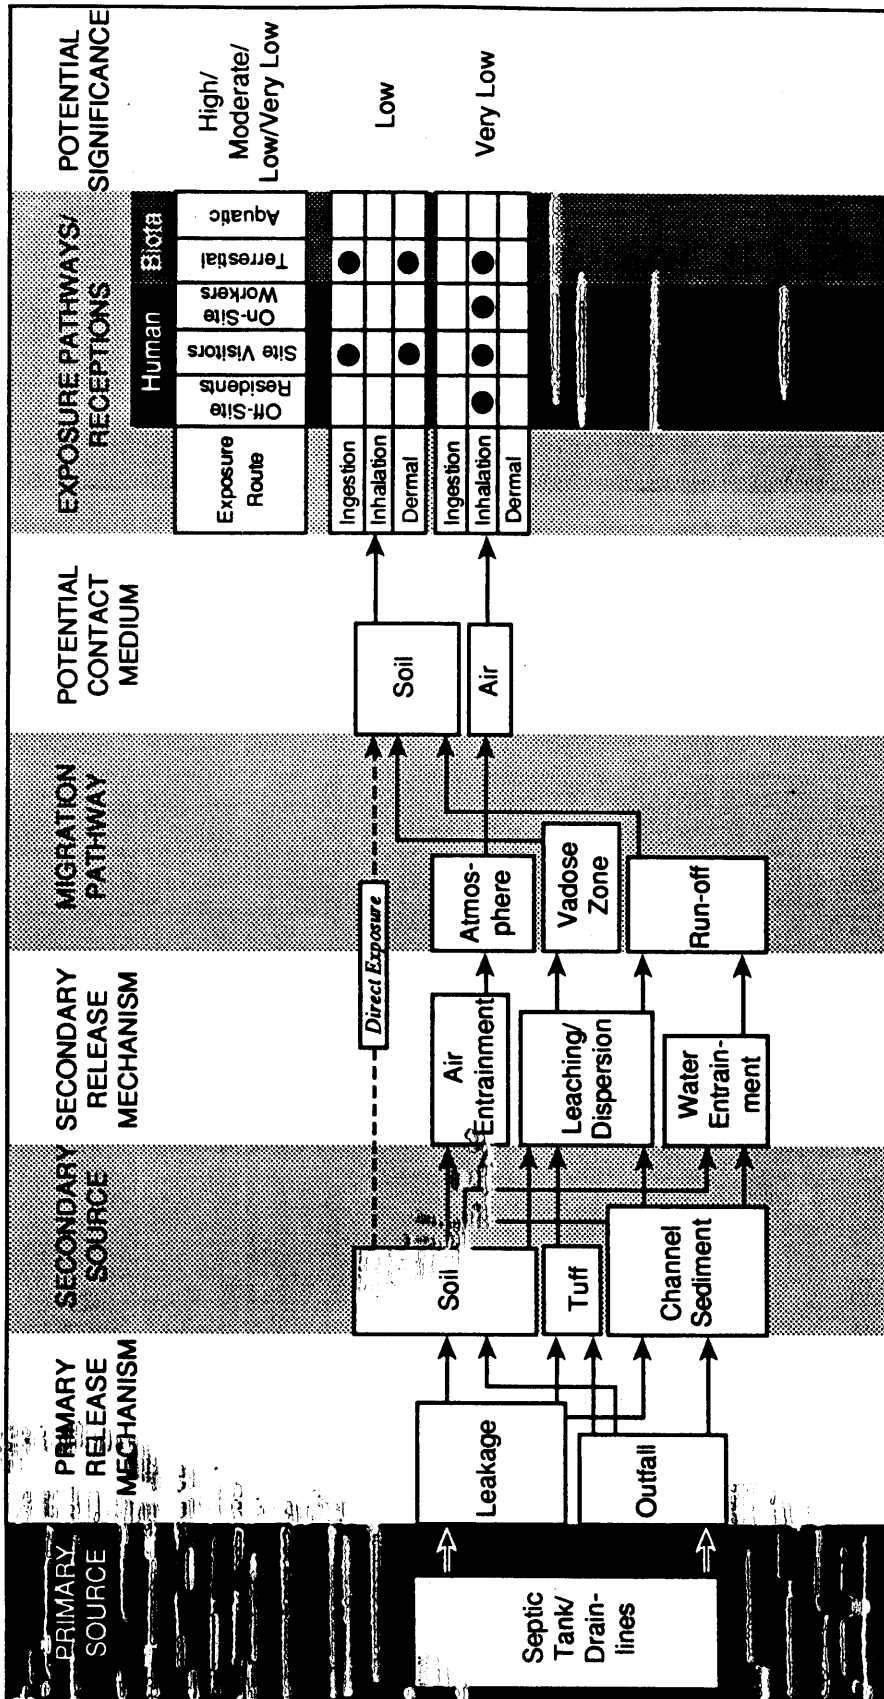 PRIMARY
SOURCE
PRIMARY
RELEASE
MECHANISM
SECONDARY
SOURCE
SECONDARY
RELEASE
MECHANISM
MIGRATION
PATHWAY
POTENTIAL
CONTACT
MEDIUM
EXPOSURE PATHWAYS/
RECEPTIONS
POTENTIAL
SIGNIFICANCE
Human
Biota
Exposure
Route
Off-Site
Residents
Site Visitors
On-Site
Workers
Terrestial
Aquatic
High/
Moderate/
Low/Very Low
Septic
Tank/
Drain-
lines
Leakage
Outfall
Soil
Tuff
Channel
Sediment
Direct Exposure
Air
Entrainment
Leaching/
Dispersion
Water
Entrain-
ment
Atmos-
phere
Vadose
Zone
Run-off
Soil
Air
Ingestion
Inhalation
Dermal
Low
Ingestion
Inhalation
Dermal
Very Low